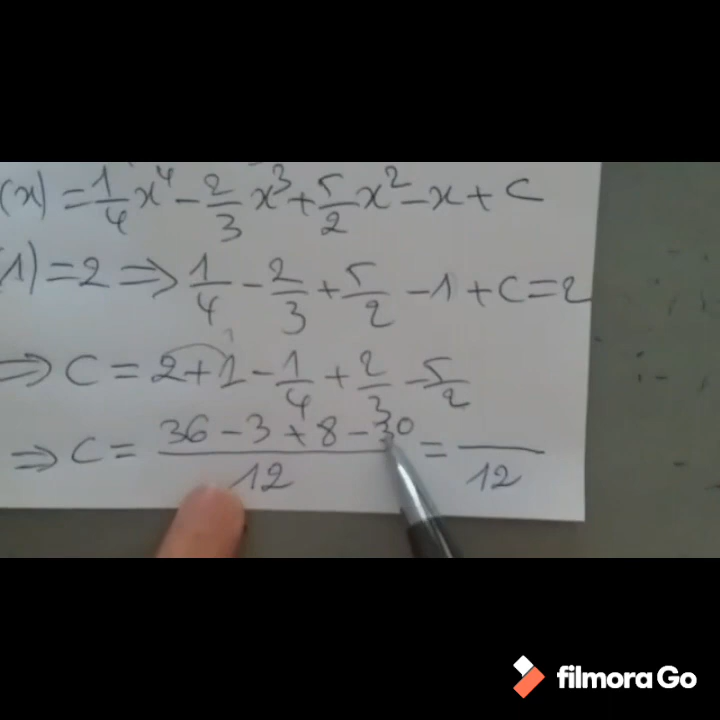 (x) = 1/4 x⁴ - 2/3 x³ + 5/2 x² - x + C
1) = 2 ⟹ 1/4 - 2/3 + 5/2 - 1 + C = 2
⟹ C = 2 + 1 - 1/4 + 2/3 - 5/2
⟹ C = (36 - 3 + 8 - 30)/12 = /12
filmora Go